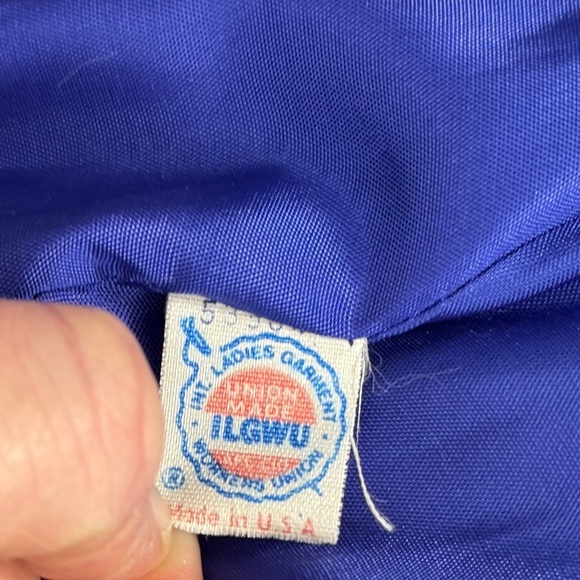 INT. LADIES GARMENT
UNION
MADE
ILGWU
WORKERS UNION
®
Made in U.S.A